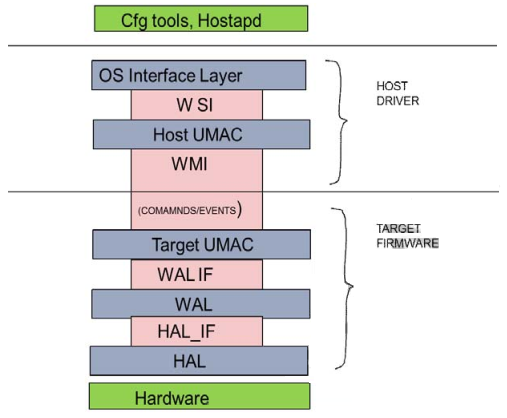 Cfg tools, Hostapd
OS Interface Layer
W SI
Host UMAC
WMI
HOST
DRIVER
(COMAMNDS/EVENTS)
Target UMAC
WAL IF
WAL
HAL_IF
HAL
TARGET
FIRMWARE
Hardware